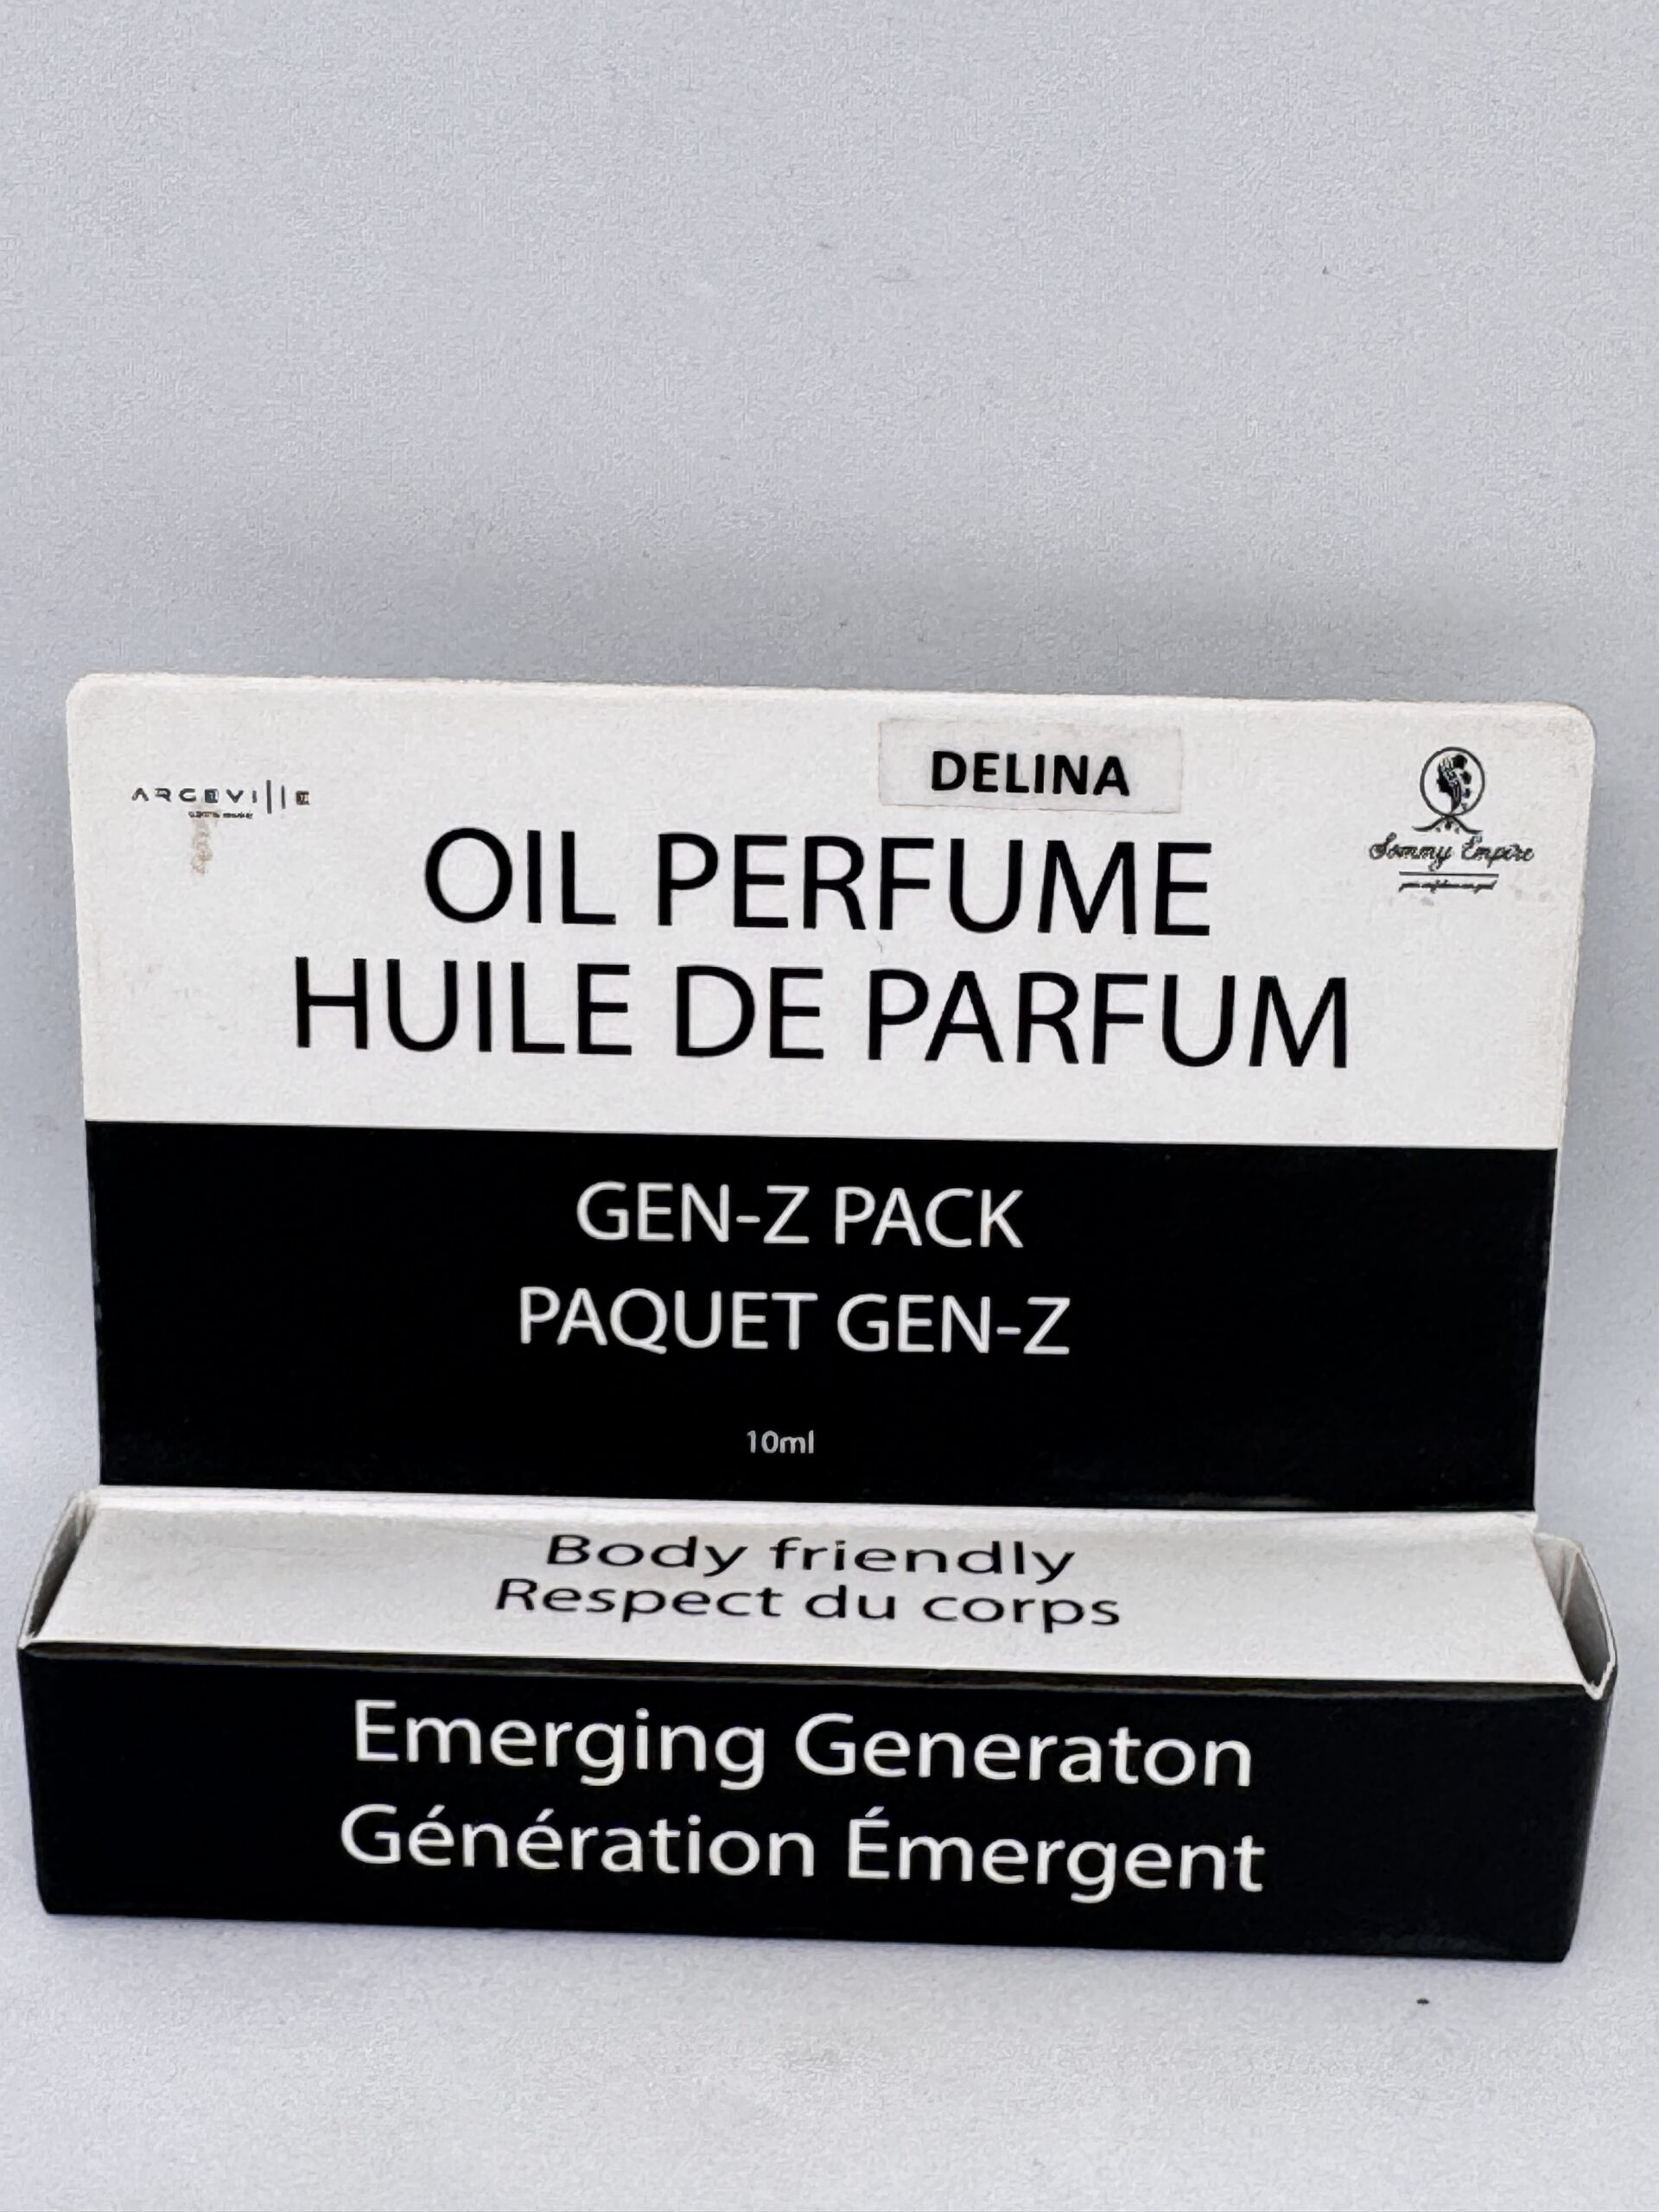 DELINA
ARGEVILLE
Sommy Empire
OIL PERFUME
HUILE DE PARFUM
GEN-Z PACK
PAQUET GEN-Z
10ml
Body friendly
Respect du corps
Emerging Generaton
Génération Émergent